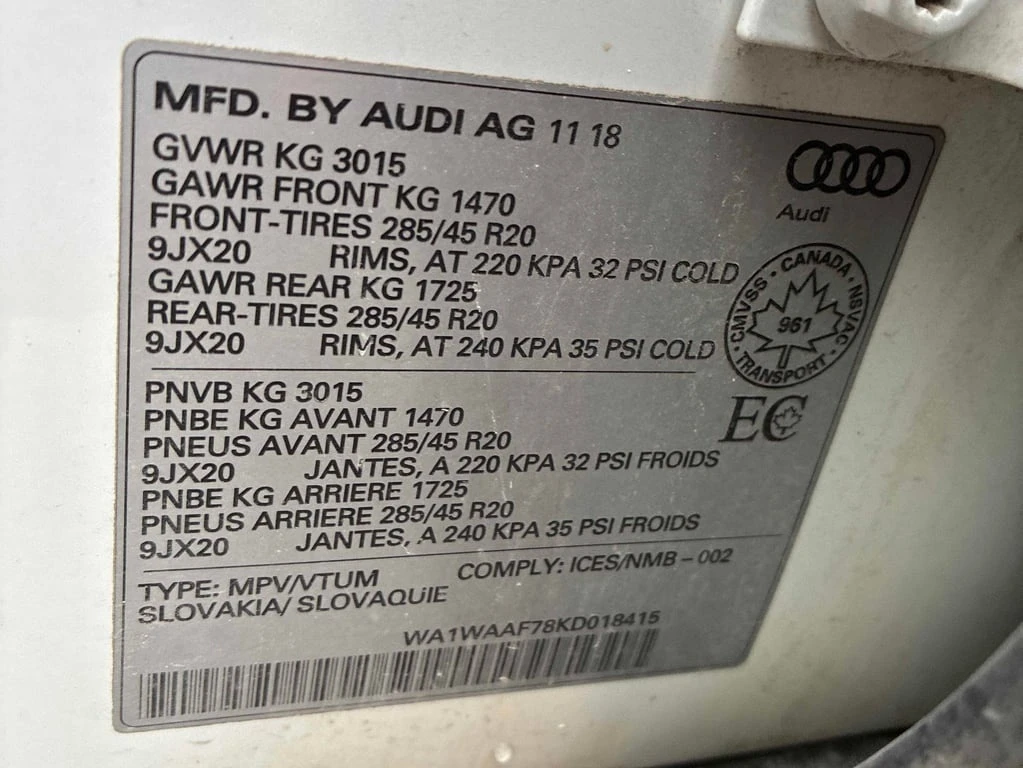 MFD. BY AUDI AG 11 18
GVWR KG 3015
GAWR FRONT KG 1470
FRONT-TIRES 285/45 R20
9JX20 RIMS, AT 220 KPA 32 PSI COLD
GAWR REAR KG 1725
REAR-TIRES 285/45 R20
9JX20 RIMS, AT 240 KPA 35 PSI COLD
Audi
CMVSS · CANADA · NSVAC · TRANSPORT ·
961
PNVB KG 3015
PNBE KG AVANT 1470
PNEUS AVANT 285/45 R20
9JX20 JANTES, A 220 KPA 32 PSI FROIDS
PNBE KG ARRIERE 1725
PNEUS ARRIERE 285/45 R20
9JX20 JANTES, A 240 KPA 35 PSI FROIDS
EC
TYPE: MPV/VTUM COMPLY: ICES/NMB - 002
SLOVAKIA/ SLOVAQUIE
WA1WAAF78KD018415